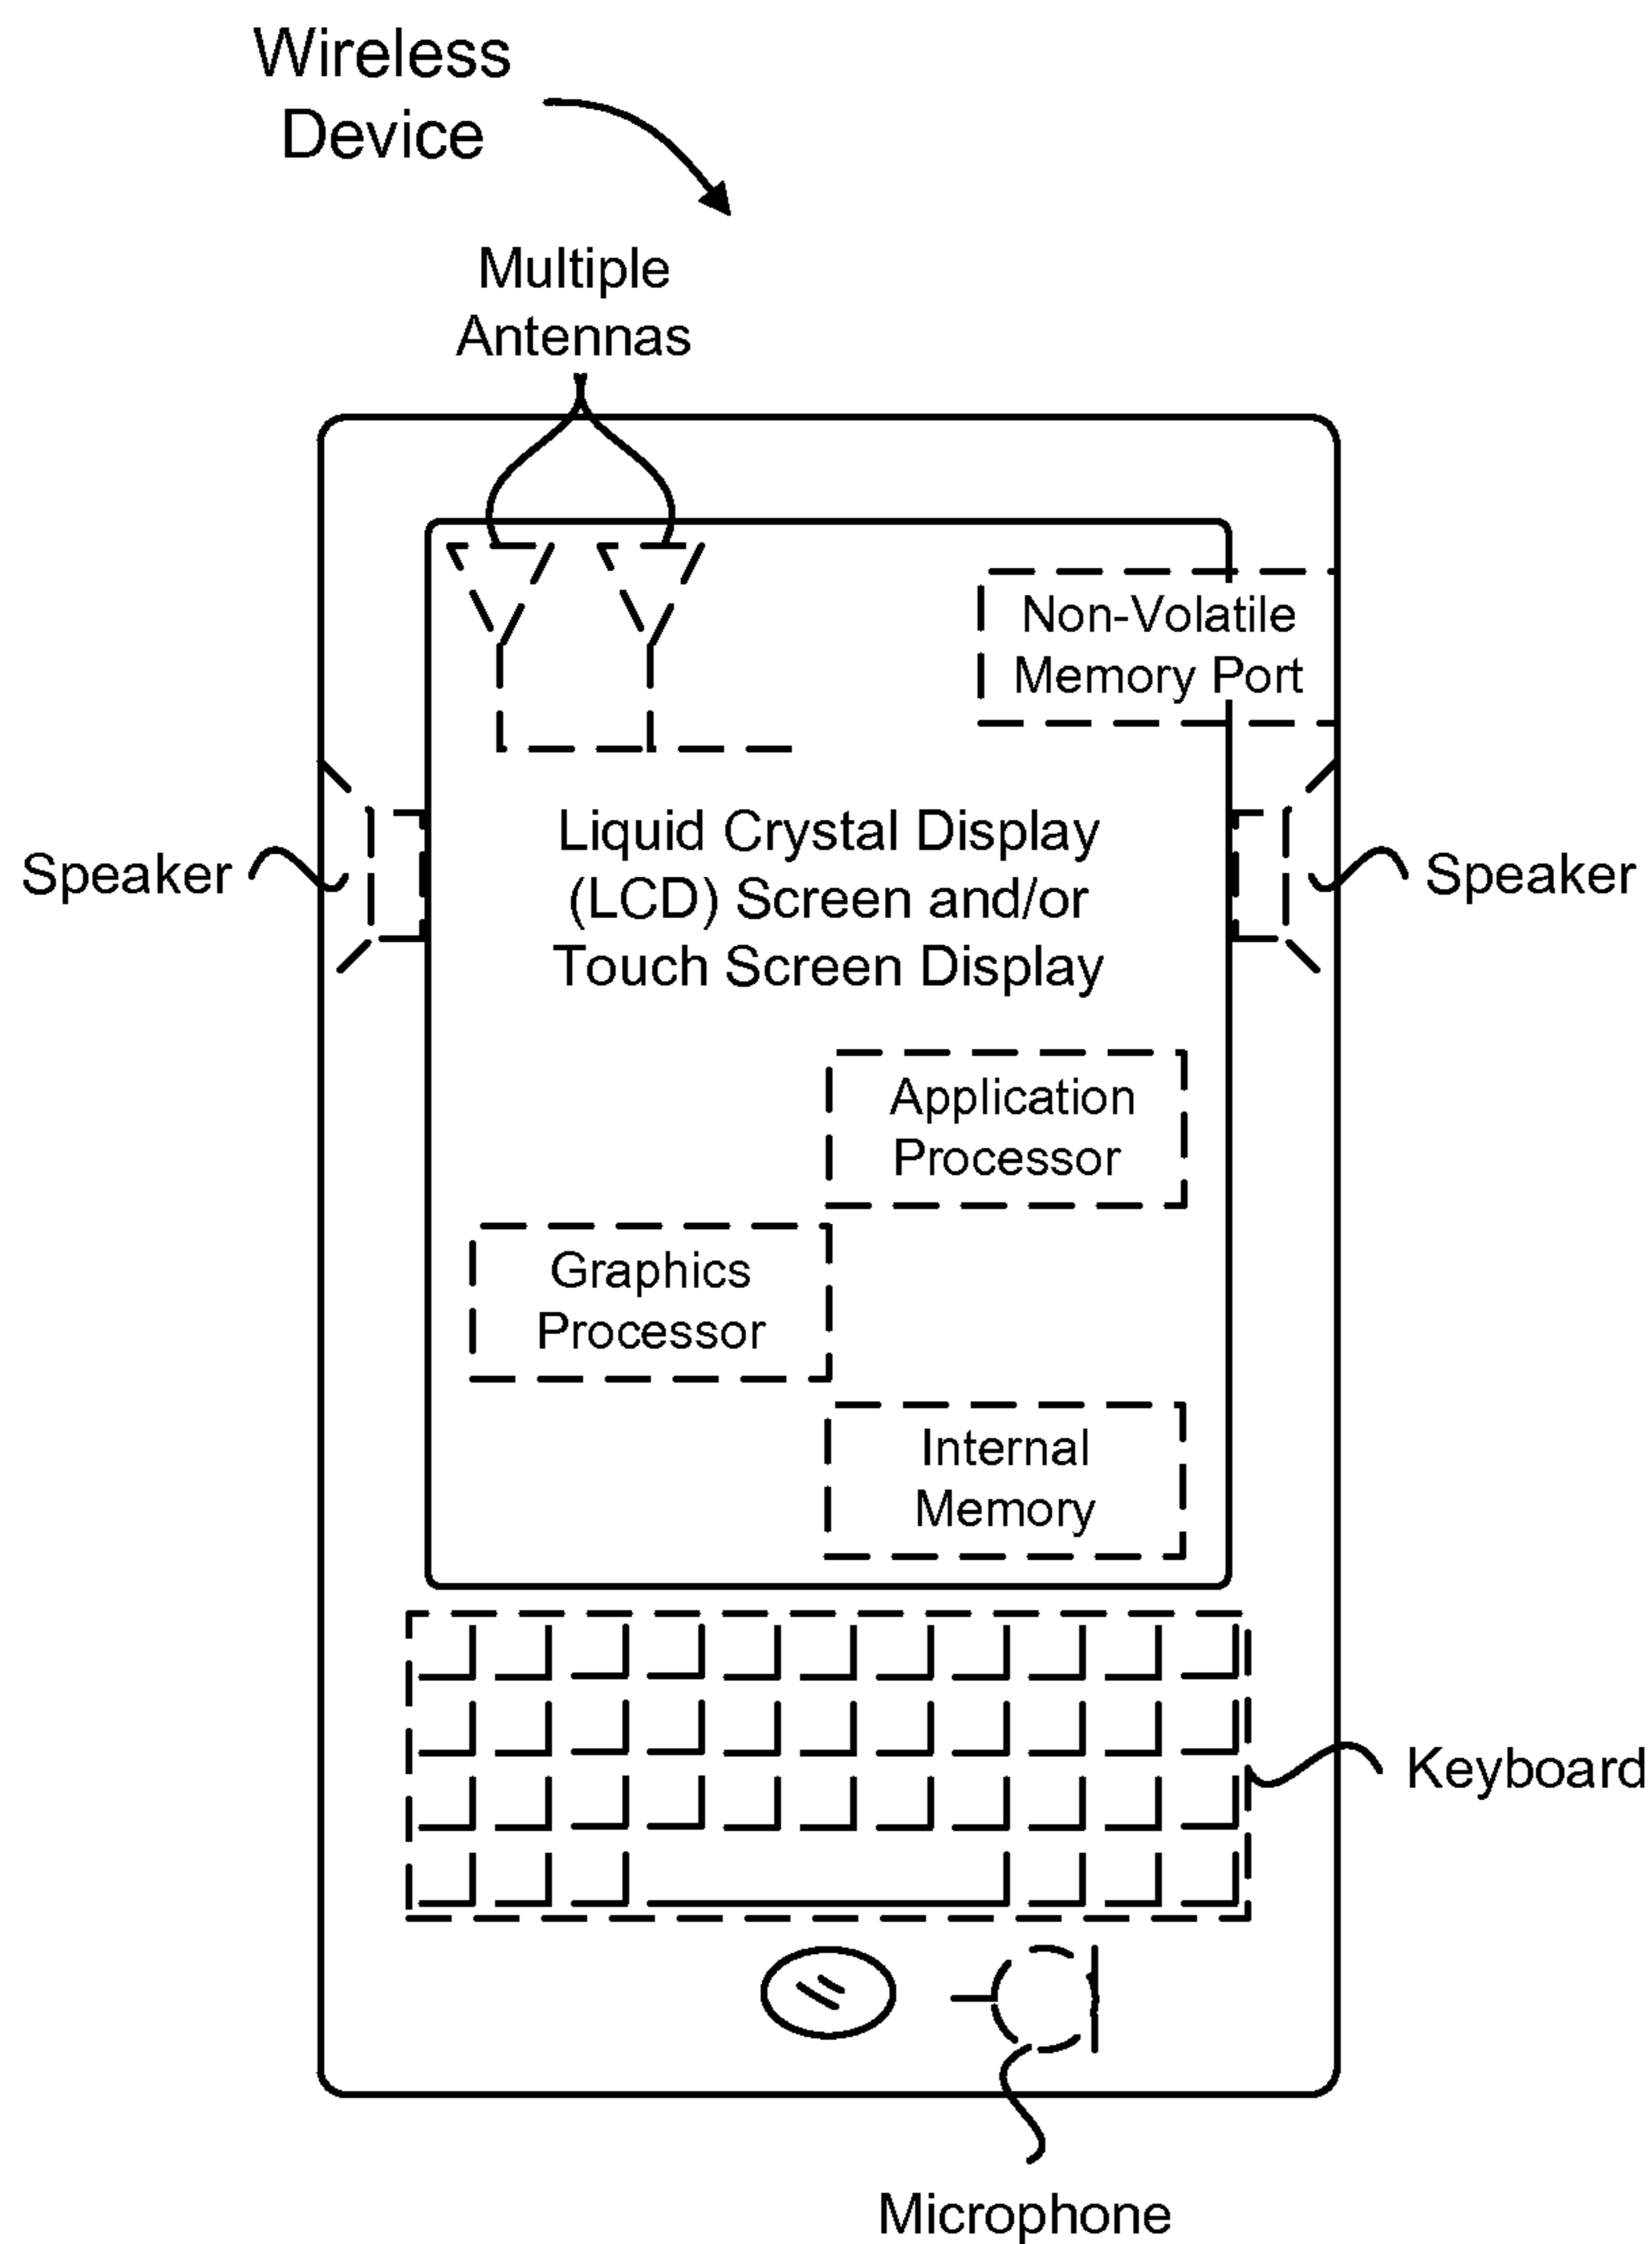 Wireless
Device
Multiple
Antennas
Non-Volatile
Memory Port
Liquid Crystal Display
(LCD) Screen and/or
Touch Screen Display
Speaker
Speaker
Application
Processor
Graphics
Processor
Internal
Memory
Keyboard
Microphone